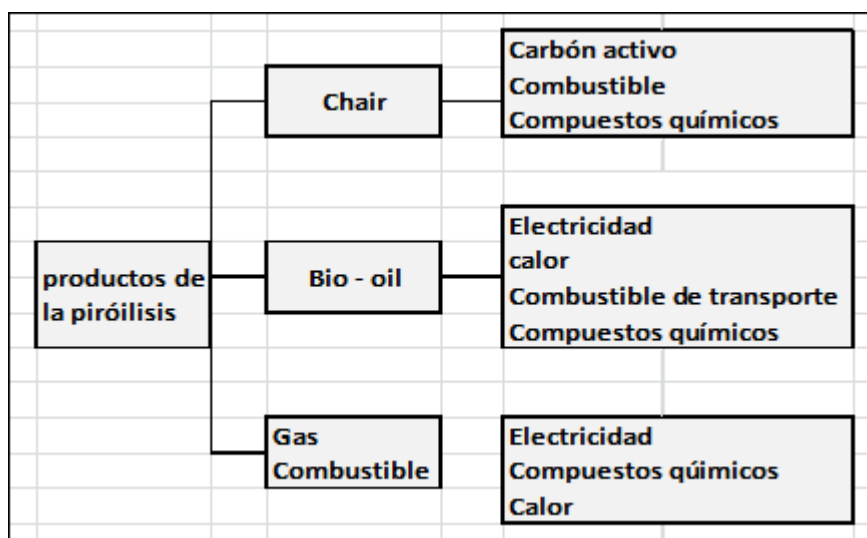 Chair
Carbón activo
Combustible
Compuestos químicos
productos de
la piróilisis
Bio - oil
Electricidad
calor
Combustible de transporte
Compuestos químicos
Gas
Combustible
Electricidad
Compuestos qúimicos
Calor